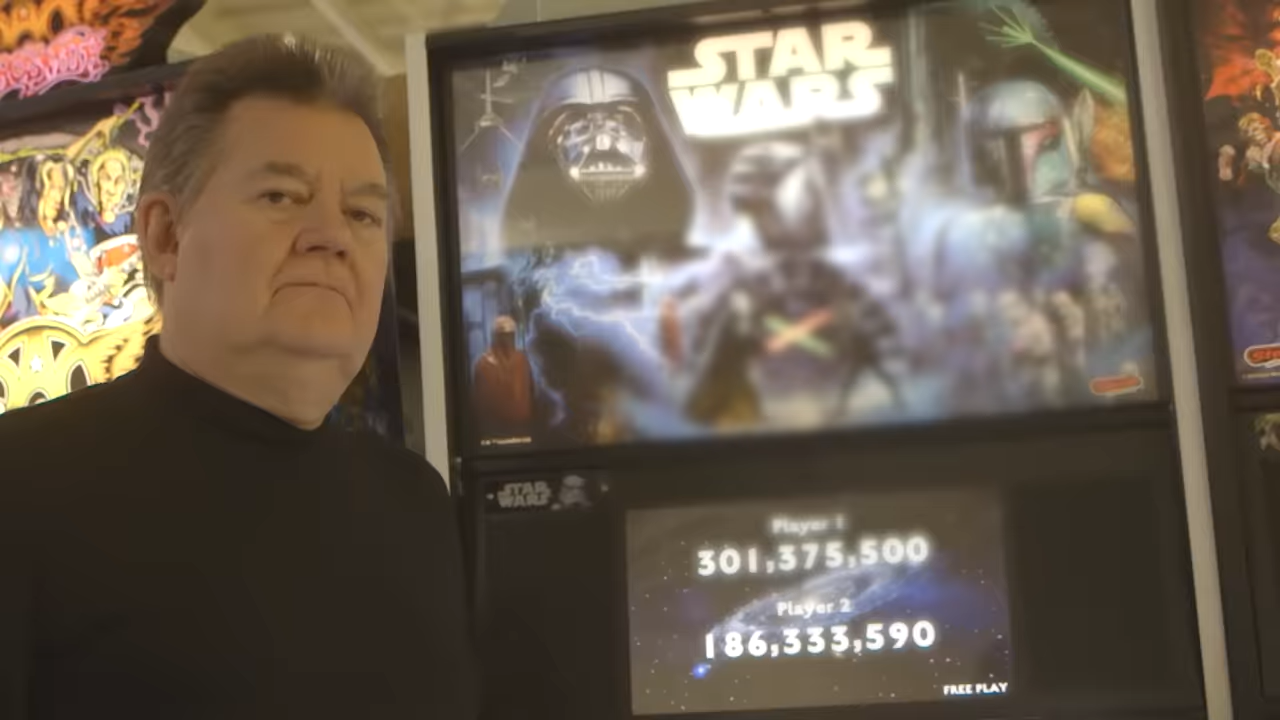 STAR
WARS
STAR
WARS
Player 1
301,375,500
Player 2
186,333,590
FREE PLAY